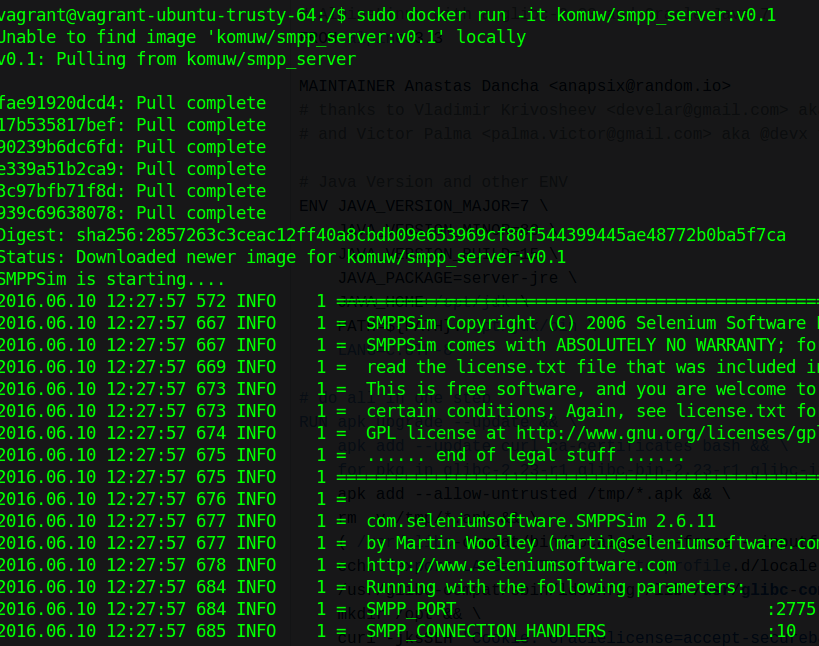 vagrant@vagrant-ubuntu-trusty-64:/$ sudo docker run -it komuw/smpp_server:v0.1
Unable to find image 'komuw/smpp_server:v0.1' locally
v0.1: Pulling from komuw/smpp_server
MAINTAINER Anastas Dancha <anapsix@random.io>
fae91920dcd4: Pull complete
# thanks to Vladimir Krivosheev <develar@gmail.com> ak
17b535817bef: Pull complete
# and Victor Palma <palma.victor@gmail.com> aka @devx
90239b6dc6fd: Pull complete
e339a51b2ca9: Pull complete
# Java Version and other ENV
3c97bfb71f8d: Pull complete
ENV JAVA_VERSION_MAJOR=7 \
939c69638078: Pull complete
Digest: sha256:2857263c3ceac12ff40a8cbdb09e653969cf80f544399445ae48772b0ba5f7ca
Status: Downloaded newer image for komuw/smpp_server:v0.1
JAVA_PACKAGE=server-jre \
SMPPSim is starting....
2016.06.10 12:27:57 572 INFO    1 ==================================================
2016.06.10 12:27:57 667 INFO    1 =  SMPPSim Copyright (C) 2006 Selenium Software
2016.06.10 12:27:57 667 INFO    1 =  SMPPSim comes with ABSOLUTELY NO WARRANTY; fo
2016.06.10 12:27:57 669 INFO    1 =  read the license.txt file that was included i
2016.06.10 12:27:57 673 INFO    1 =  This is free software, and you are welcome to
2016.06.10 12:27:57 673 INFO    1 =  certain conditions; Again, see license.txt fo
2016.06.10 12:27:57 674 INFO    1 =  GPL license at http://www.gnu.org/licenses/gpl
2016.06.10 12:27:57 675 INFO    1 =  ...... end of legal stuff ......
2016.06.10 12:27:57 675 INFO    1 ==================================================
2016.06.10 12:27:57 676 INFO    1 =
apk add --allow-untrusted /tmp/*.apk && \
2016.06.10 12:27:57 677 INFO    1 =  com.seleniumsoftware.SMPPSim 2.6.11
2016.06.10 12:27:57 677 INFO    1 =  by Martin Woolley (martin@seleniumsoftware.com
2016.06.10 12:27:57 678 INFO    1 =  http://www.seleniumsoftware.com
2016.06.10 12:27:57 684 INFO    1 =  Running with the following parameters:
2016.06.10 12:27:57 684 INFO    1 =  SMPP_PORT                               :2775
2016.06.10 12:27:57 685 INFO    1 =  SMPP_CONNECTION_HANDLERS                :10